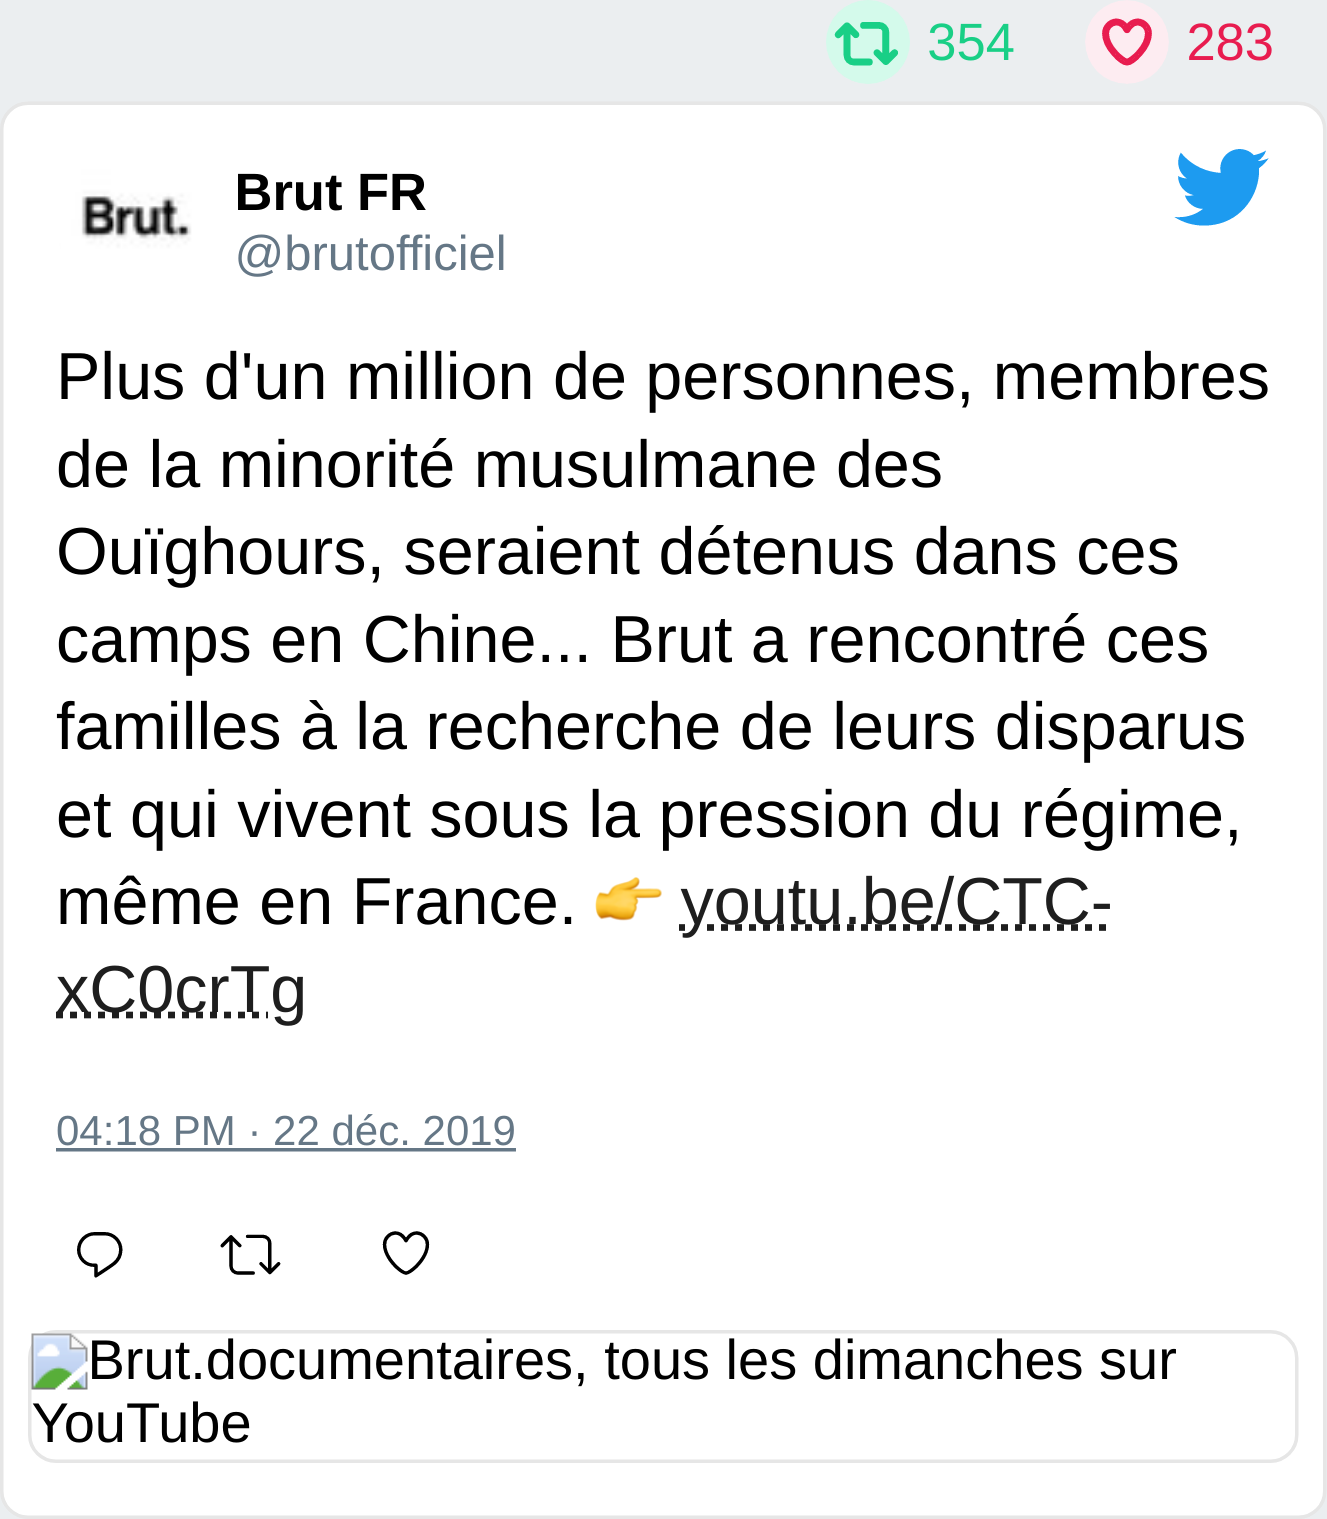 354 283
Brut.
Brut FR
@brutofficiel
Plus d'un million de personnes, membres
de la minorité musulmane des
Ouïghours, seraient détenus dans ces
camps en Chine... Brut a rencontré ces
familles à la recherche de leurs disparus
et qui vivent sous la pression du régime,
même en France. 👉 youtu.be/CTC-
xC0crTg
04:18 PM · 22 déc. 2019
Brut.documentaires, tous les dimanches sur
YouTube